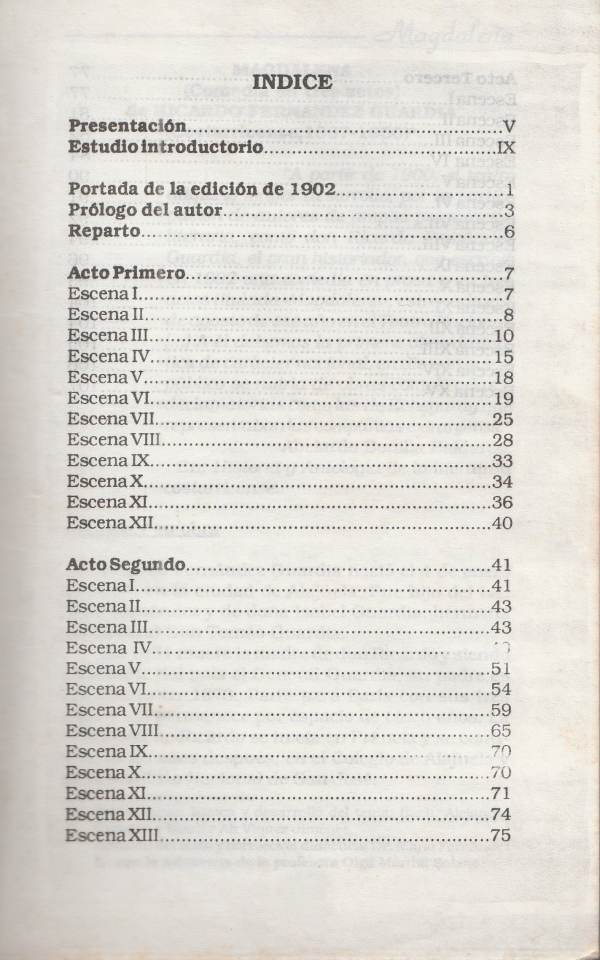 INDICE
Presentación.......................................................V
Estudio introductorio.........................................IX
Portada de la edición de 1902..............................1
Prólogo del autor..................................................3
Reparto................................................................6
Acto Primero........................................................7
Escena I................................................................7
Escena II...............................................................8
Escena III............................................................10
Escena IV............................................................15
Escena V.............................................................18
Escena VI............................................................19
Escena VII...........................................................25
Escena VIII..........................................................28
Escena IX............................................................33
Escena X.............................................................34
Escena XI............................................................36
Escena XII...........................................................40
Acto Segundo......................................................41
Escena I..............................................................41
Escena II.............................................................43
Escena III............................................................43
Escena IV............................................................
Escena V.............................................................51
Escena VI............................................................54
Escena VII...........................................................59
Escena VIII..........................................................65
Escena IX............................................................70
Escena X.............................................................70
Escena XI............................................................71
Escena XII...........................................................74
Escena XIII..........................................................75